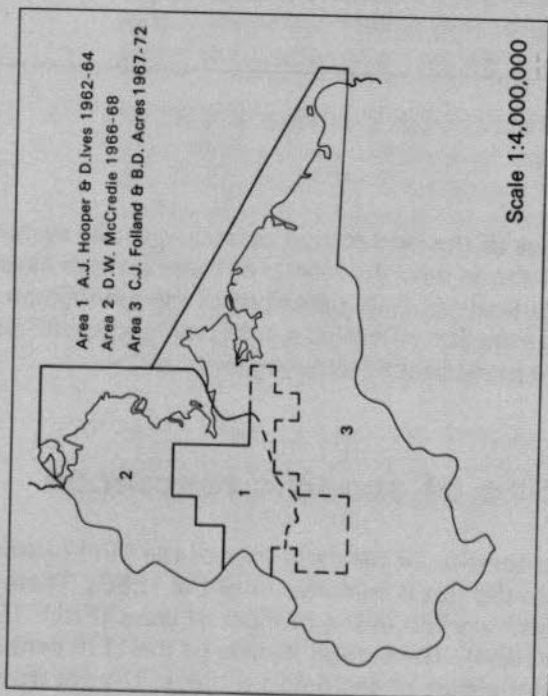 Area 1 A.J. Hooper & D.Ives 1962-64
Area 2 D.W. McCredie 1966-68
Area 3 C.J. Folland & B.D. Acres 1967-72
2
1
3
Scale 1:4,000,000